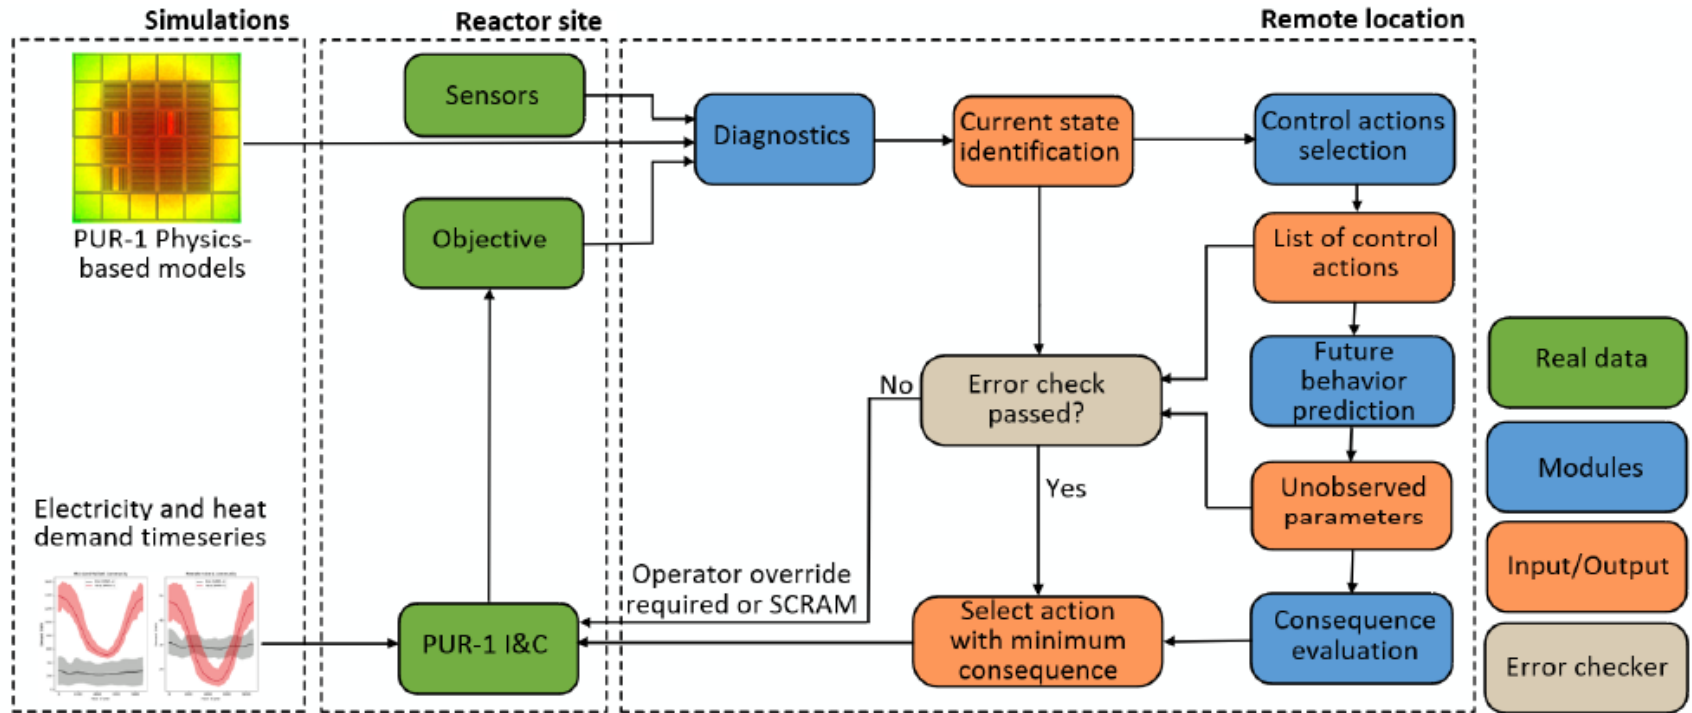 Simulations
Reactor site
Remote location
Sensors
Diagnostics
Current state
identification
Control actions
selection
PUR-1 Physics-
based models
Objective
List of control
actions
Future
behavior
prediction
Error check
passed?
No
Yes
Unobserved
parameters
Electricity and heat
demand timeseries
Operator override
required or SCRAM
PUR-1 I&C
Select action
with minimum
consequence
Consequence
evaluation
Real data
Modules
Input/Output
Error checker